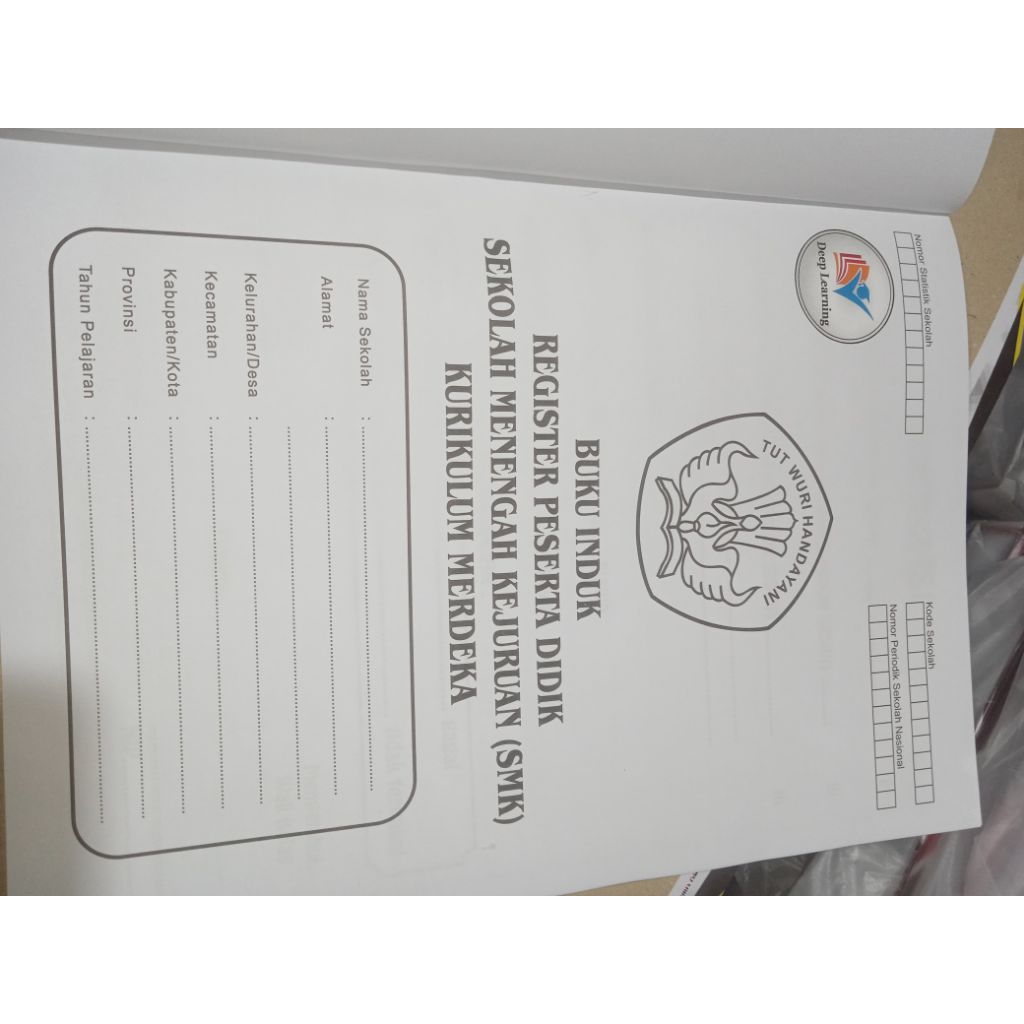 Nomor Statistik Sekolah
Kode Sekolah
Nomor Periodik Sekolah Nasional
Deep Learning
TUT WURI HANDAYANI
BUKU INDUK
REGISTER PESERTA DIDIK
SEKOLAH MENENGAH KEJURUAN (SMK)
KURIKULUM MERDEKA
Nama Sekolah :
Alamat :
Kelurahan/Desa :
Kecamatan :
Kabupaten/Kota :
Provinsi :
Tahun Pelajaran :